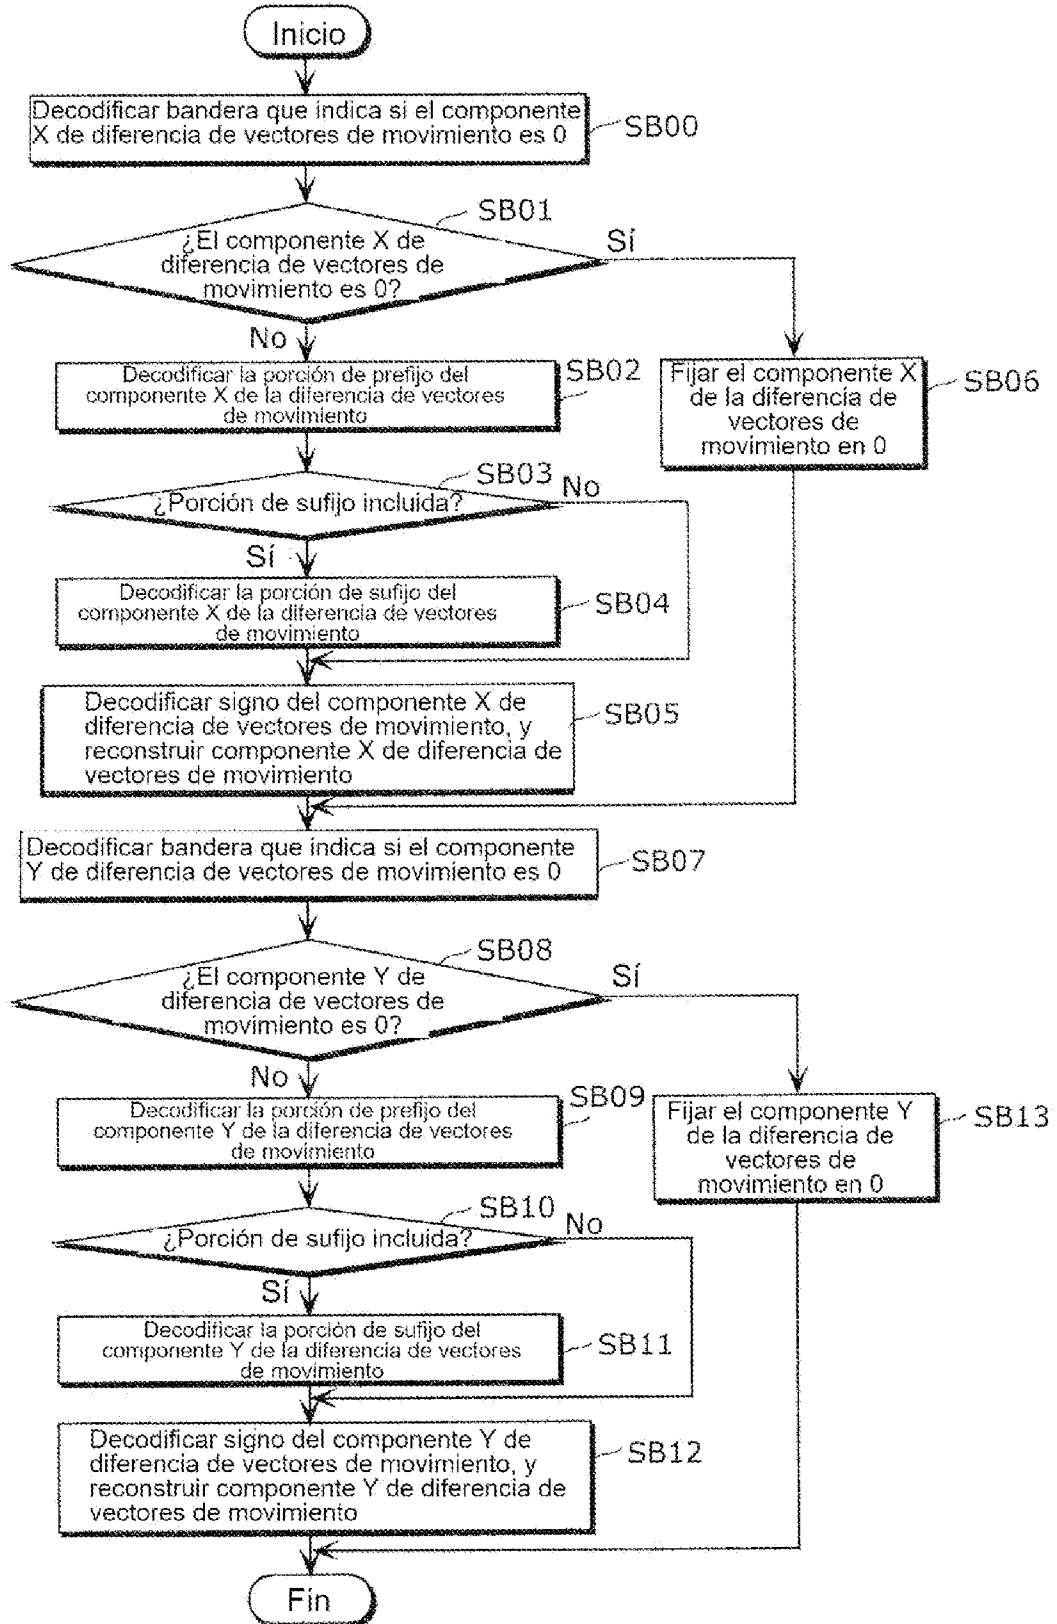 Inicio
Decodificar bandera que indica si el componente
X de diferencia de vectores de movimiento es 0
SB00
SB01
¿El componente X de
diferencia de vectores de
movimiento es 0?
Sí
No
Decodificar la porción de prefijo del
componente X de la diferencia de vectores
de movimiento
SB02
Fijar el componente X
de la diferencia de
vectores de
movimiento en 0
SB06
SB03
¿Porción de sufijo incluida?
No
Sí
Decodificar la porción de sufijo del
componente X de la diferencia de vectores
de movimiento
SB04
Decodificar signo del componente X de
diferencia de vectores de movimiento, y
reconstruir componente X de diferencia de
vectores de movimiento
SB05
Decodificar bandera que indica si el componente
Y de diferencia de vectores de movimiento es 0
SB07
SB08
¿El componente Y de
diferencia de vectores de
movimiento es 0?
Sí
No
Decodificar la porción de prefijo del
componente Y de la diferencia de vectores
de movimiento
SB09
Fijar el componente Y
de la diferencia de
vectores de
movimiento en 0
SB13
SB10
¿Porción de sufijo incluida?
No
Sí
Decodificar la porción de sufijo del
componente Y de la diferencia de vectores
de movimiento
SB11
Decodificar signo del componente Y de
diferencia de vectores de movimiento, y
reconstruir componente Y de diferencia de
vectores de movimiento
SB12
Fin